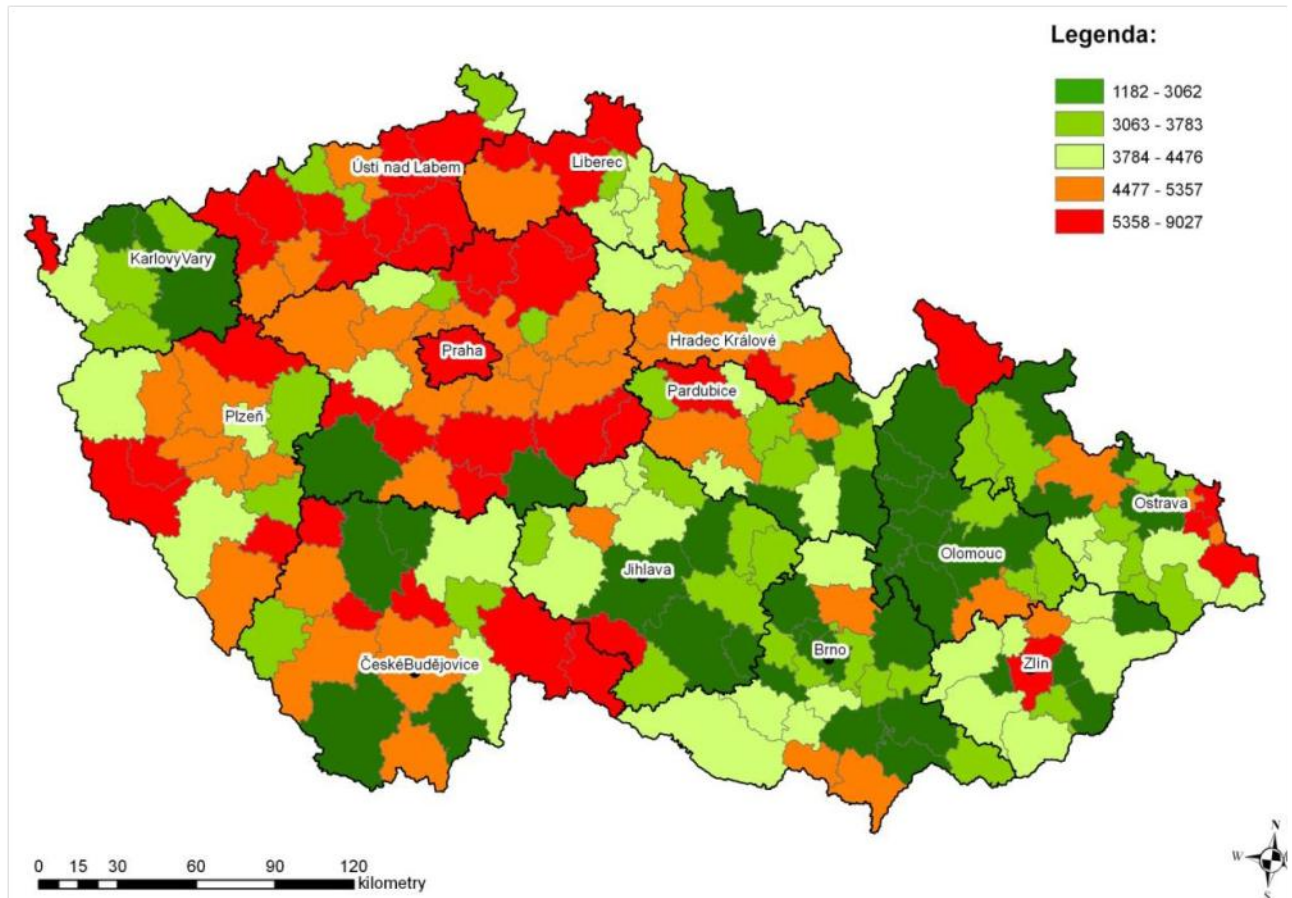 Legenda:
1182 - 3062
3063 - 3783
3784 - 4476
4477 - 5357
5358 - 9027
Ústí nad Labem
Liberec
KarlovyVary
Hradec Králové
Praha
Pardubice
Plzeň
Ostrava
Olomouc
Jihlava
Brno
Zlín
ČeskéBudějovice
0 15 30 60 90 120
kilometry
N
W
S